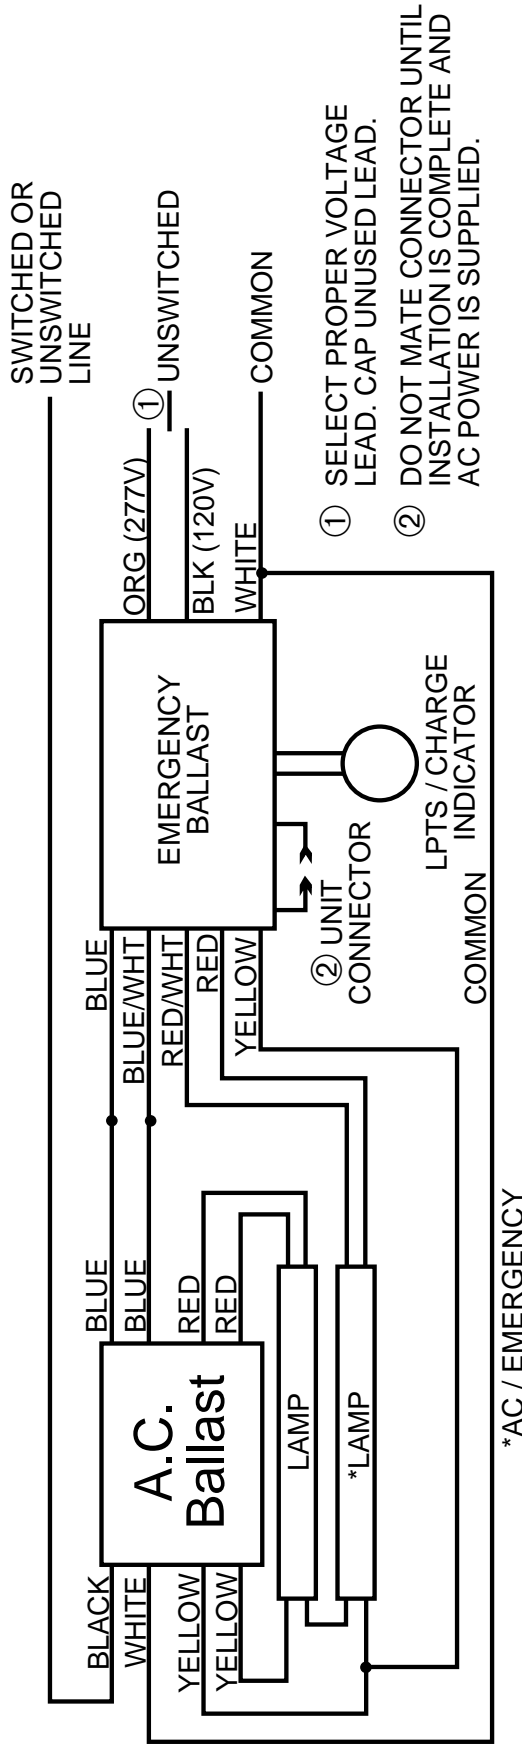 SWITCHED OR
UNSWITCHED
LINE
BLACK
WHITE
YELLOW
YELLOW
A.C.
Ballast
BLUE
BLUE
RED
RED
LAMP
*LAMP
BLUE
BLUE/WHT
RED/WHT
RED
YELLOW
EMERGENCY
BALLAST
ORG (277V)
BLK (120V)
WHITE
① UNSWITCHED
COMMON
② UNIT
CONNECTOR
LPTS / CHARGE
INDICATOR
COMMON
*AC / EMERGENCY
① SELECT PROPER VOLTAGE
LEAD. CAP UNUSED LEAD.
② DO NOT MATE CONNECTOR UNTIL
INSTALLATION IS COMPLETE AND
AC POWER IS SUPPLIED.